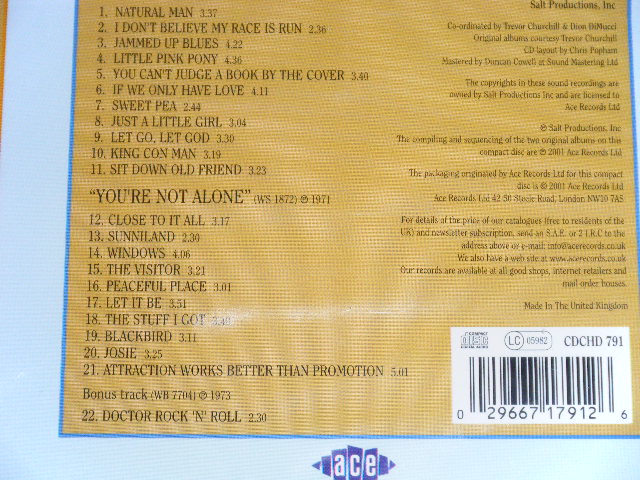 1. NATURAL MAN 3.37
2. I DON'T BELIEVE MY RACE IS RUN 2.36
3. JAMMED UP BLUES 4.22
4. LITTLE PINK PONY 4.36
5. YOU CAN'T JUDGE A BOOK BY THE COVER 3.40
6. IF WE ONLY HAVE LOVE 4.11
7. SWEET PEA 2.44
8. JUST A LITTLE GIRL 3.04
9. LET GO, LET GOD 3.30
10. KING CON MAN 3.19
11. SIT DOWN OLD FRIEND 3.23
"YOU'RE NOT ALONE" (WS 1872) ℗ 1971
12. CLOSE TO IT ALL 3.17
13. SUNNILAND 2.30
14. WINDOWS 4.06
15. THE VISITOR 3.21
16. PEACEFUL PLACE 3.01
17. LET IT BE 3.51
18. THE STUFF I GOT
19. BLACKBIRD 3.11
20. JOSIE 3.25
21. ATTRACTION WORKS BETTER THAN PROMOTION 5.01
Bonus track (WB 7704) ℗ 1973
22. DOCTOR ROCK 'N' ROLL 2.30
Salt Productions, Inc
Co-ordinated by Trevor Churchill & Dion DiMucci
Original albums courtesy Trevor Churchill
CD layout by Chris Popham
Mastered by Duncan Cowell at Sound Mastering Ltd
The copyrights in these sound recordings are
owned by Salt Productions Inc and are licensed to
Ace Records Ltd
℗ Salt Productions, Inc
The compiling and sequencing of the two original albums on this
compact disc are ℗ 2001 Ace Records Ltd
The packaging originated by Ace Records Ltd for this compact
disc is © 2001 Ace Records Ltd
Ace Records Ltd 42-50 Steele Road, London NW10 7AS
For details of the price of our catalogues (free to residents of the
UK) and newsletter subscription, send an S.A.E. or 2 I.R.C to the
address above or e-mail: info@acerecords.co.uk
We also have a web site at www.acerecords.co.uk
Our records are available at all good shops, internet retailers and
mail order houses.
Made In The United Kingdom
COMPACT disc DIGITAL AUDIO
LC 05982
CDCHD 791
0 29667 17912 6
ace